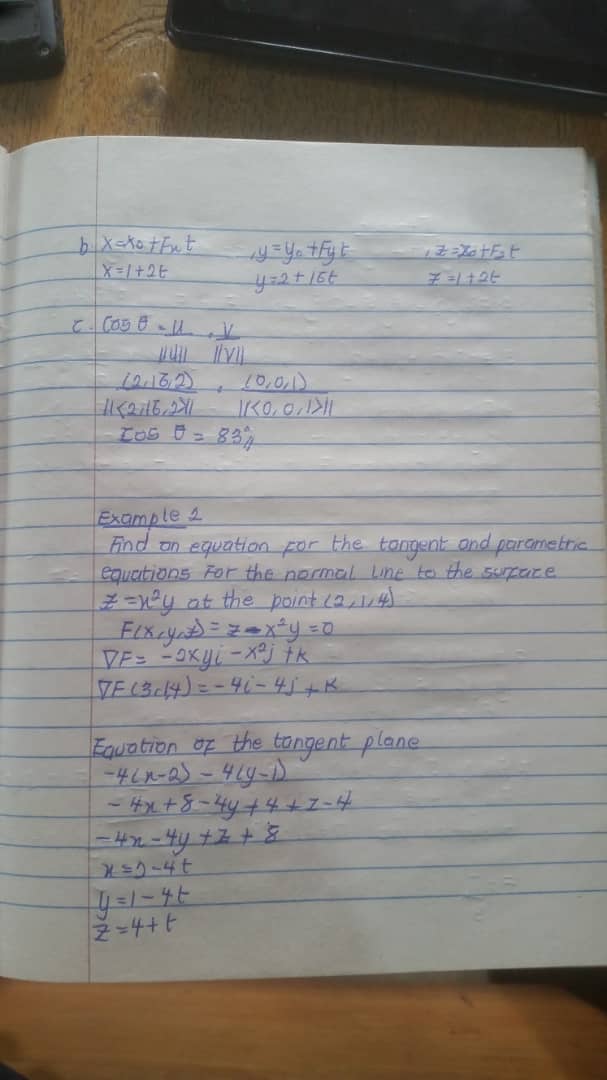 b. x=x₀+Fₓt , y=y₀+Fyt , z=z₀+F₂t
x=1+2t y=2+16t z=1+2t
c. Cos θ = u . v
||u|| ||v||
(2,16,2) . (0,0,1)
||<2,16,2>|| ||<0,0,1>||
Cos θ = 83°//
Example 2
Find an equation for the tangent and parametric
equations For the normal line to the surface
z=x²y at the point (2,1,4)
F(x,y,z) = z-x²y =0
∇F= -2xyi -x²j +k
∇F( = -4i- 4j + K
Equation of the tangent plane
-4(x-2) - 4(y-1)
- 4x+8-4y+4+z-4
-4x-4y +z + 8
x=2-4t
y=1-4t
z=4+t